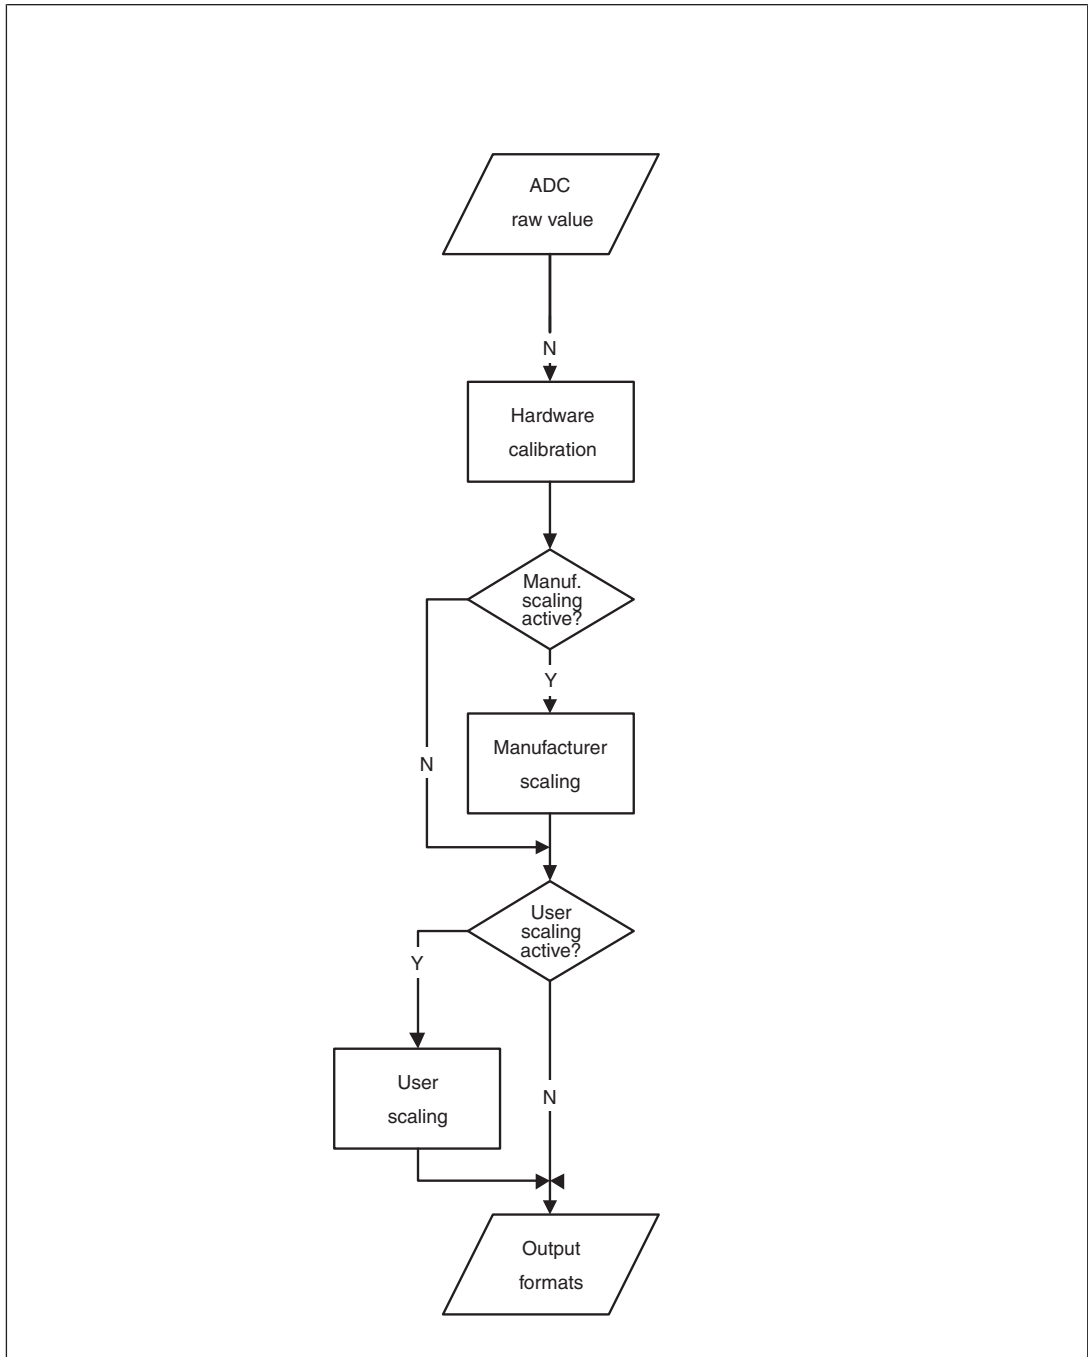 ADC
raw value
N
Hardware
calibration
Manuf.
scaling
active?
Y
Manufacturer
scaling
N
User
scaling
active?
Y
User
scaling
N
Output
formats